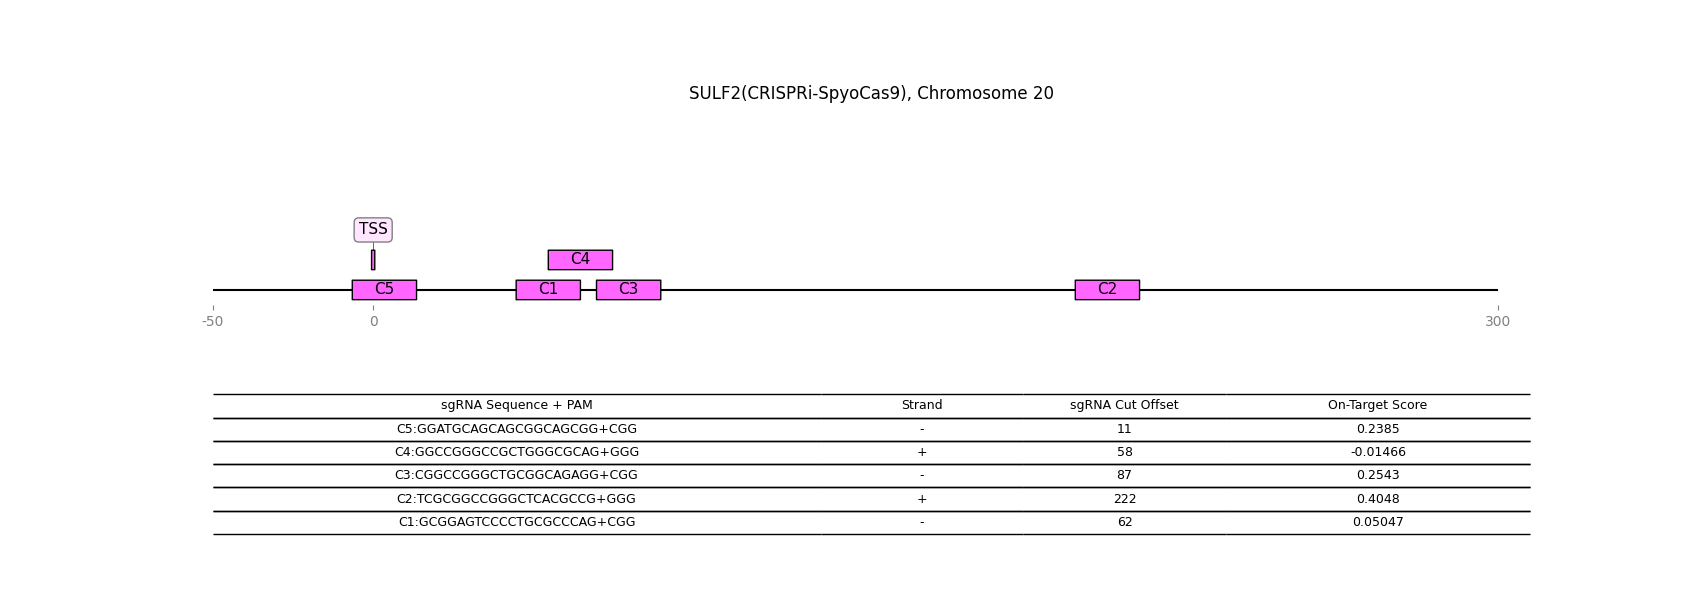 SULF2(CRISPRi-SpyoCas9), Chromosome 20
TSS
C4
C5 C1 C3 C2
-50 0 300
sgRNA Sequence + PAM Strand sgRNA Cut Offset On-Target Score
C5:GGATGCAGCAGCGGCAGCGG+CGG - 11 0.2385
C4:GGCCGGGCCGCTGGGCGCAG+GGG + 58 -0.01466
C3:CGGCCGGGCTGCGGCAGAGG+CGG - 87 0.2543
C2:TCGCGGCCGGGCTCACGCCG+GGG + 222 0.4048
C1:GCGGAGTCCCCTGCGCCCAG+CGG - 62 0.05047